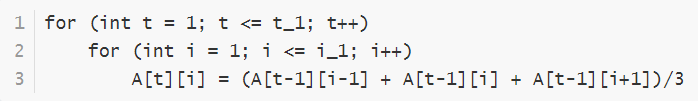 1 for (int t = 1; t <= t_1; t++)
2     for (int i = 1; i <= i_1; i++)
3         A[t][i] = (A[t-1][i-1] + A[t-1][i] + A[t-1][i+1])/3